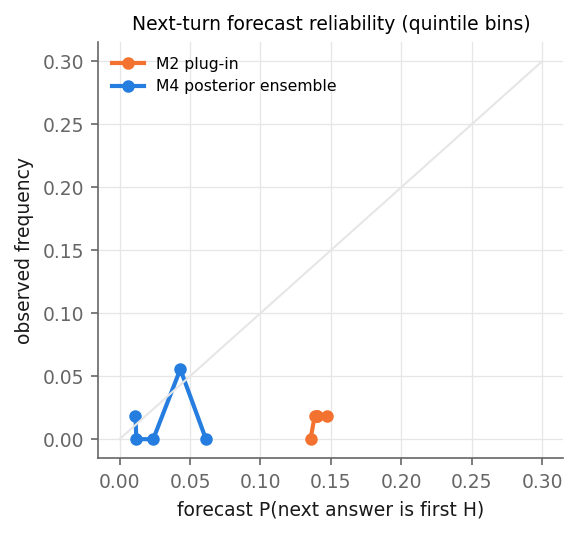 Next-turn forecast reliability (quintile bins)
M2 plug-in
M4 posterior ensemble
0.30
0.25
0.20
0.15
0.10
0.05
0.00
observed frequency
0.00 0.05 0.10 0.15 0.20 0.25 0.30
forecast P(next answer is first H)